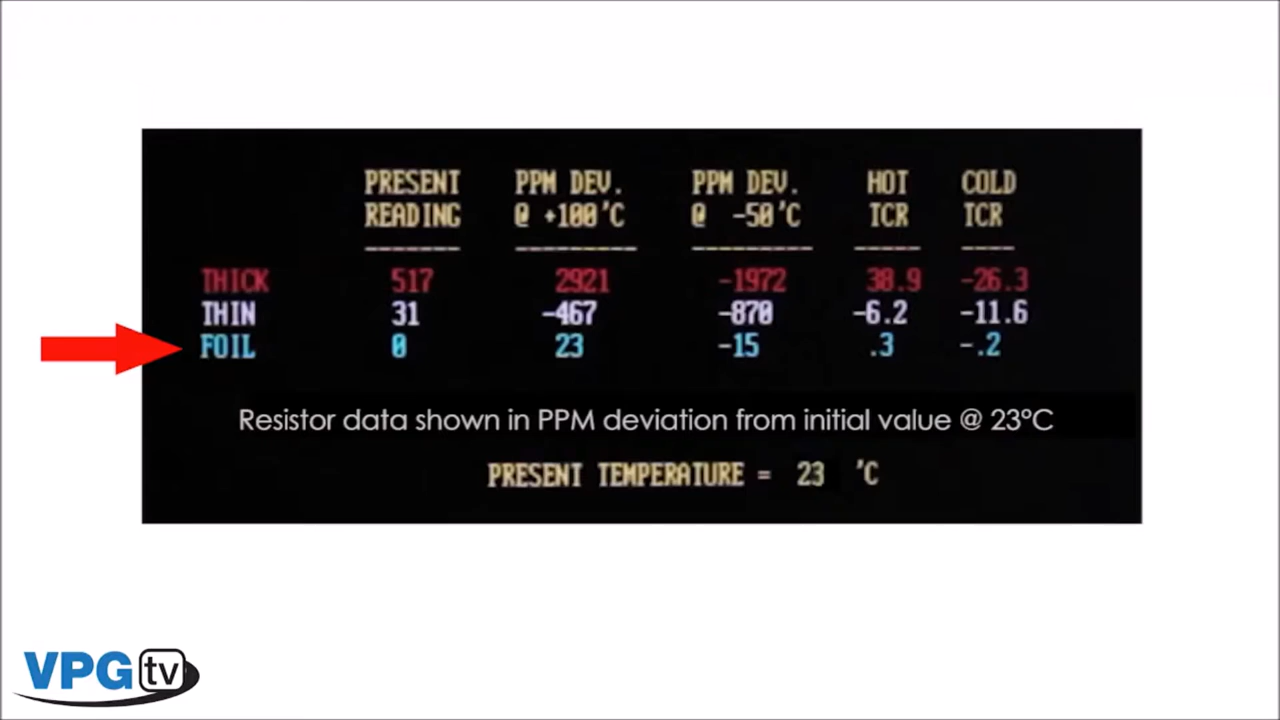 PRESENT READING PPM DEV. @ +100'C PPM DEV. @ -50'C HOT TCR COLD TCR
THICK 517 2921 -1972 38.9 -26.3
THIN 31 -467 -870 -6.2 -11.6
FOIL 0 23 -15 .3 -.2
Resistor data shown in PPM deviation from initial value @ 23°C
PRESENT TEMPERATURE = 23 'C
VPG tv